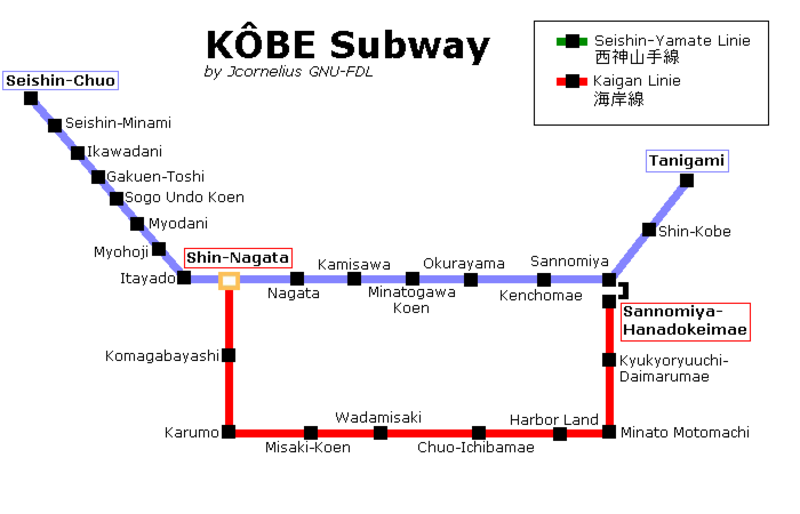 KÔBE Subway
by Jcornelius GNU-FDL
Seishin-Yamate Linie
西神山手線
Kaigan Linie
海岸線
Seishin-Chuo
Seishin-Minami
Ikawadani
Gakuen-Toshi
Sogo Undo Koen
Myodani
Myohoji
Itayado
Shin-Nagata
Nagata
Kamisawa
Minatogawa
Koen
Okurayama
Kenchomae
Sannomiya
Shin-Kobe
Tanigami
Sannomiya-
Hanadokeimae
Kyukyoryuuchi-
Daimarumae
Minato Motomachi
Harbor Land
Chuo-Ichibamae
Wadamisaki
Misaki-Koen
Karumo
Komagabayashi